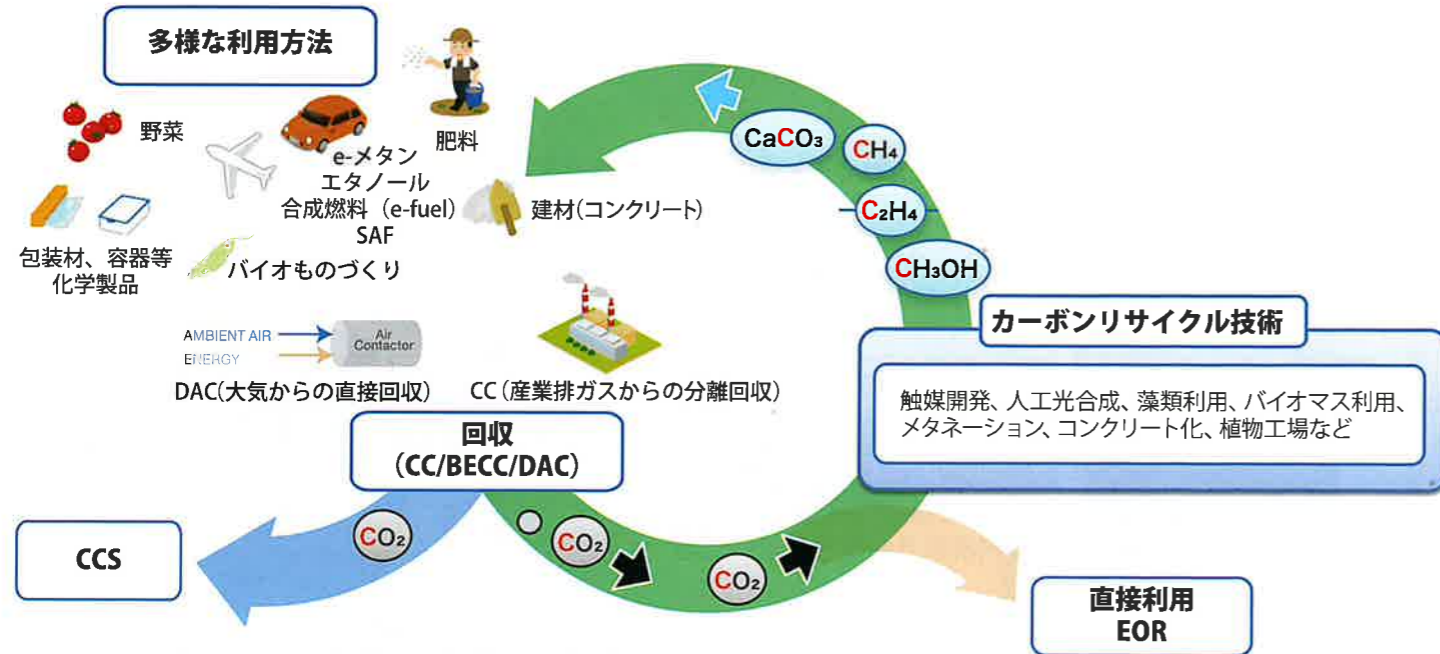 多様な利用方法
野菜
肥料
e-メタン
エタノール
合成燃料（e-fuel）
SAF
建材(コンクリート)
包装材、容器等
化学製品
バイオものづくり
CaCO₃
CH₄
C₂H₄
CH₃OH
AMBIENT AIR
ENERGY
Air
Contactor
DAC(大気からの直接回収)
CC（産業排ガスからの分離回収)
カーボンリサイクル技術
触媒開発、人工光合成、藻類利用、バイオマス利用、
メタネーション、コンクリート化、植物工場など
回収
（CC/BECC/DAC）
CO₂
CO₂
CO₂
CCS
直接利用
EOR